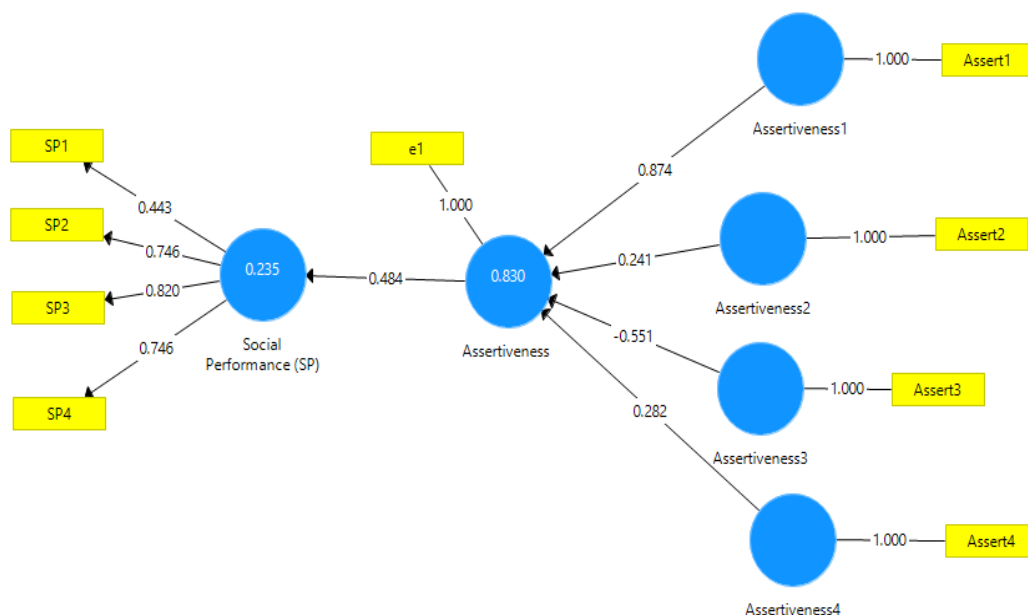 Assert1
1.000
Assertiveness1
SP1
e1
0.874
0.443
1.000
SP2
0.746
Assert2
1.000
0.241
Assertiveness2
0.235
0.830
0.484
SP3
0.820
Social
Performance (SP)
Assertiveness
-0.551
0.746
Assert3
1.000
0.282
SP4
Assertiveness3
Assert4
1.000
Assertiveness4